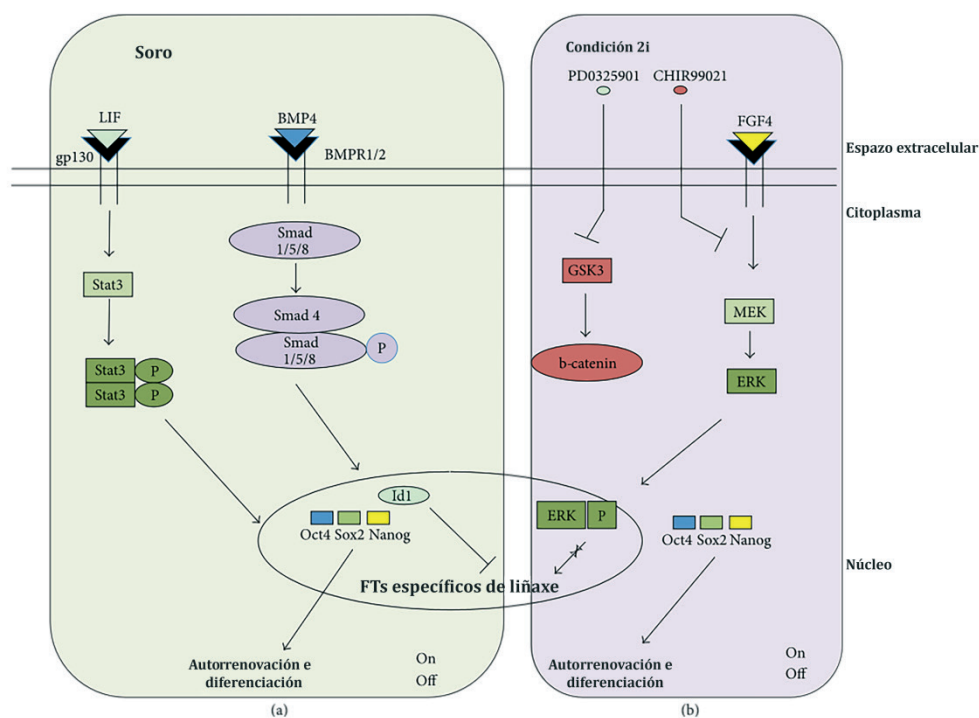 Soro
LIF
gp130
BMP4
BMPR1/2
Smad
1/5/8
Stat3
Smad 4
Smad
1/5/8
P
Stat3
P
Stat3
P
Id1
Oct4 Sox2 Nanog
FTs específicos de liñaxe
Autorrenovación e
diferenciación
On
Off
(a)
Condición 2i
PD0325901
CHIR99021
FGF4
GSK3
MEK
b-catenin
ERK
ERK
P
Oct4 Sox2 Nanog
Autorrenovación e
diferenciación
On
Off
(b)
Espazo extracelular
Citoplasma
Núcleo